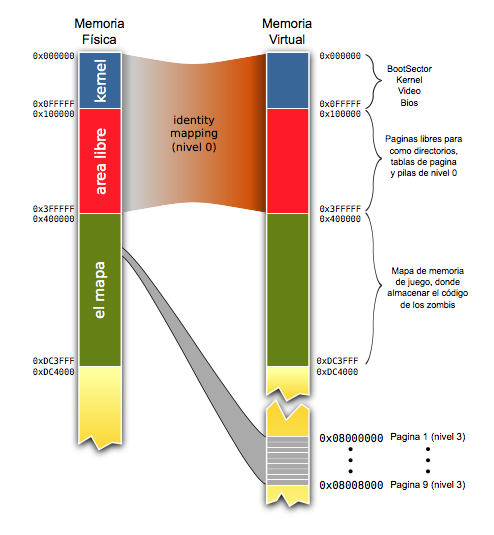 Memoria
Física
Memoria
Virtual
0x000000
kernel
0x0FFFFF
0x100000
area libre
0x3FFFFF
0x400000
el mapa
0xDC3FFF
0xDC4000
identity
mapping
(nivel 0)
0x000000
0x0FFFFF
0x100000
0x3FFFFF
0x400000
0xDC3FFF
0xDC4000
BootSector
Kernel
Video
Bios
Paginas libres para
como directorios,
tablas de pagina
y pilas de nivel 0
Mapa de memoria
de juego, donde
almacenar el código
de los zombis
0x08000000 Pagina 1 (nivel 3)
0x08008000 Pagina 9 (nivel 3)